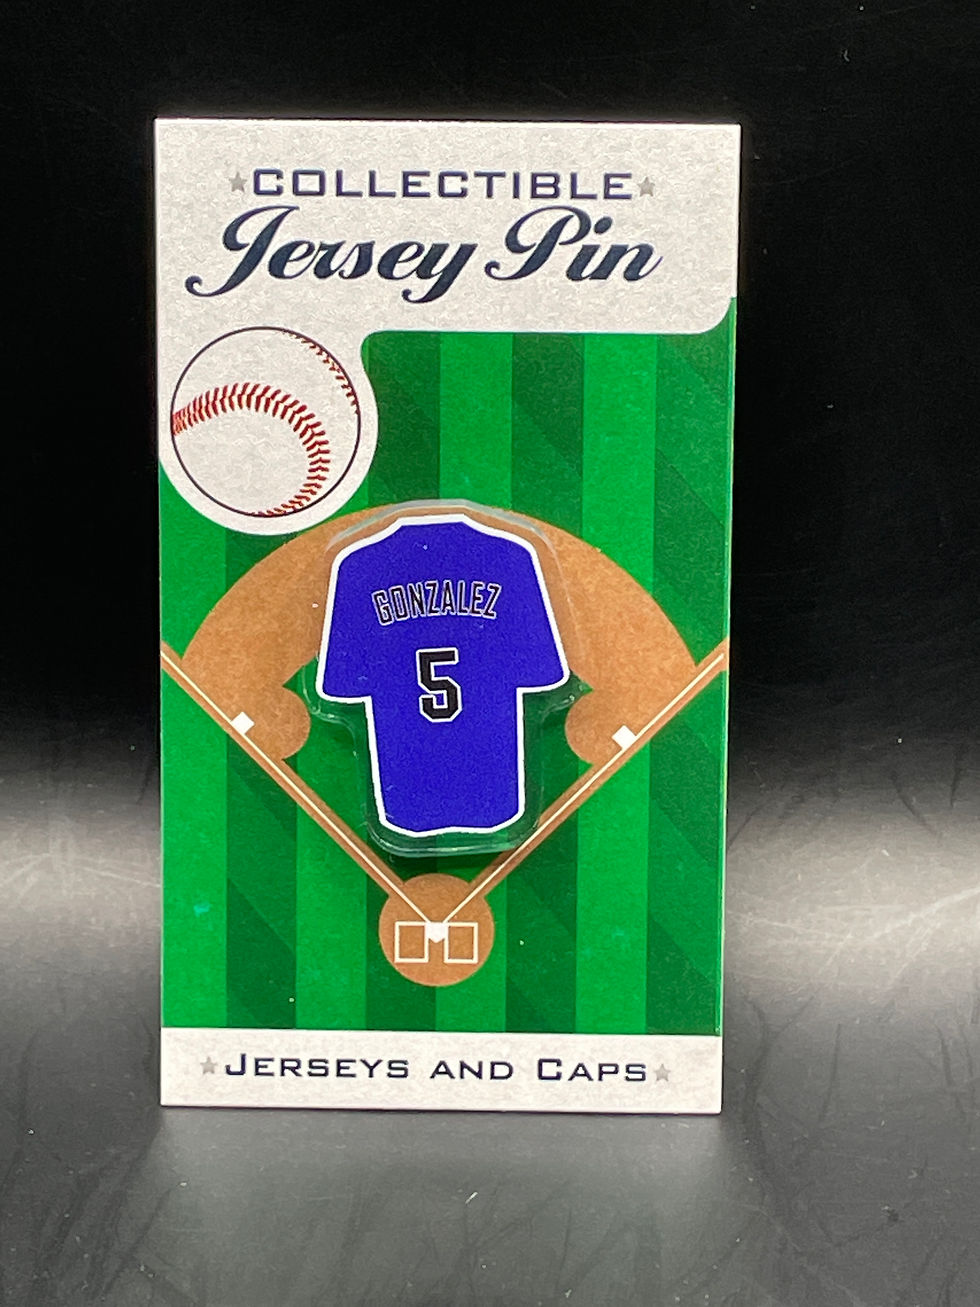 COLLECTIBLE
Jersey Pin
GONZALEZ
5
JERSEYS AND CAPS